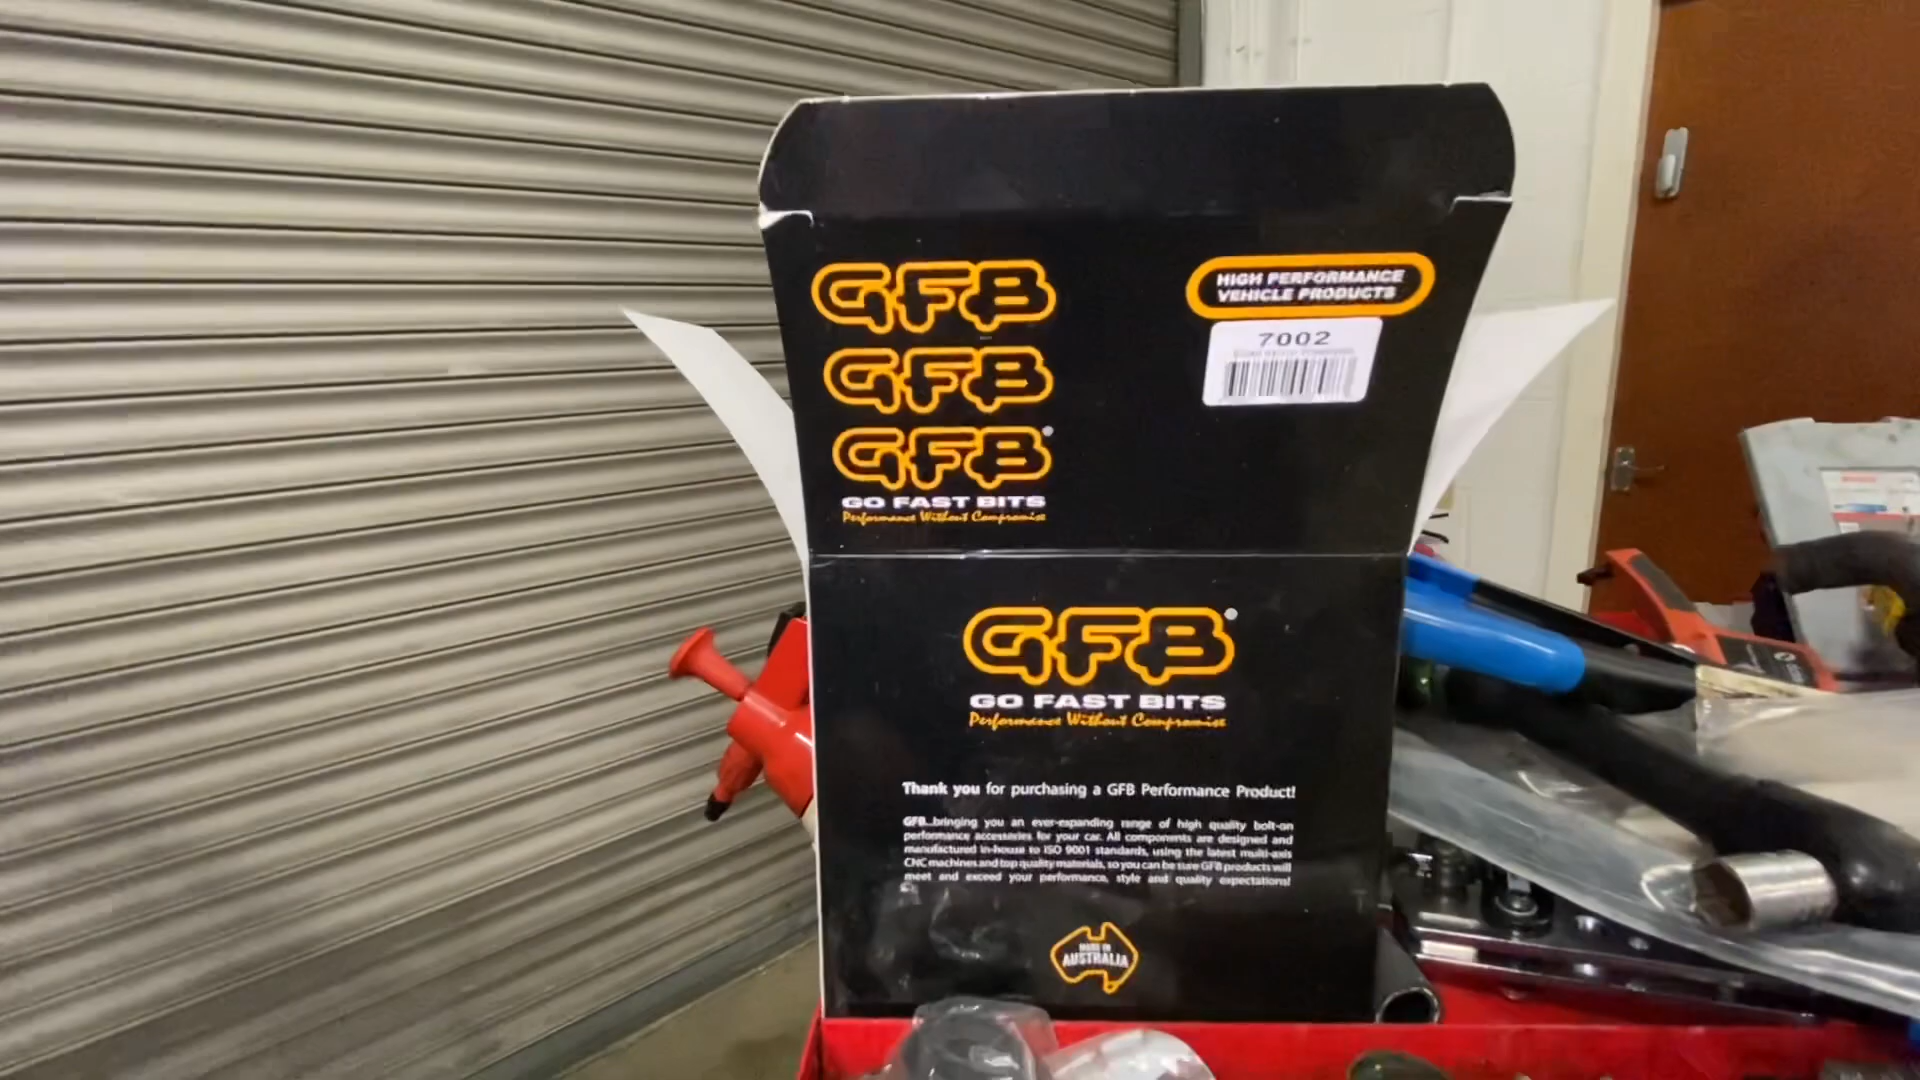 GFB
GFB
GFB
GO FAST BITS
Performance Without Compromise
HIGH PERFORMANCE
VEHICLE PRODUCTS
7002
GFB
GO FAST BITS
Performance Without Compromise
Thank you for purchasing a GFB Performance Product!
GFB...bringing you an ever-expanding range of high quality bolt-on
performance accessories for your car. All components are designed and
manufactured in-house to ISO 9001 standards, using the latest multi-axis
CNC machines and top quality materials, so you can be sure GFB products will
meet and exceed your performance, style and quality expectations!
MADE IN
AUSTRALIA